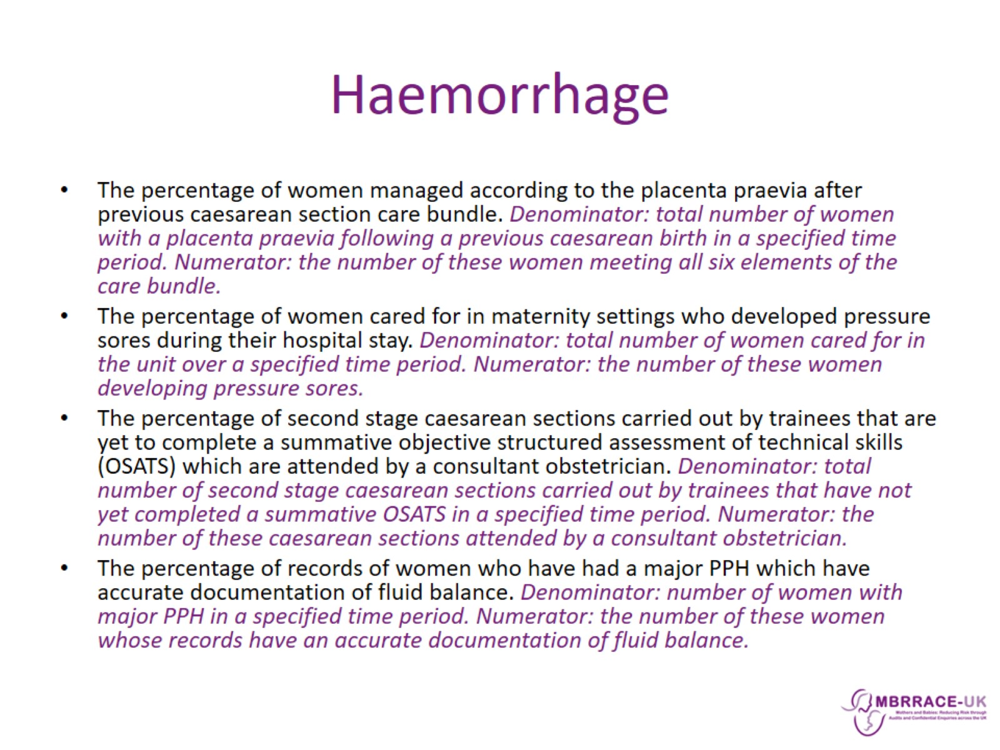 Haemorrhage
• The percentage of women managed according to the placenta praevia after
previous caesarean section care bundle. Denominator: total number of women
with a placenta praevia following a previous caesarean birth in a specified time
period. Numerator: the number of these women meeting all six elements of the
care bundle.
• The percentage of women cared for in maternity settings who developed pressure
sores during their hospital stay. Denominator: total number of women cared for in
the unit over a specified time period. Numerator: the number of these women
developing pressure sores.
• The percentage of second stage caesarean sections carried out by trainees that are
yet to complete a summative objective structured assessment of technical skills
(OSATS) which are attended by a consultant obstetrician. Denominator: total
number of second stage caesarean sections carried out by trainees that have not
yet completed a summative OSATS in a specified time period. Numerator: the
number of these caesarean sections attended by a consultant obstetrician.
• The percentage of records of women who have had a major PPH which have
accurate documentation of fluid balance. Denominator: number of women with
major PPH in a specified time period. Numerator: the number of these women
whose records have an accurate documentation of fluid balance.
MBRRACE-UK
Mothers and Babies: Reducing Risk through
Audits and Confidential Enquiries across the UK